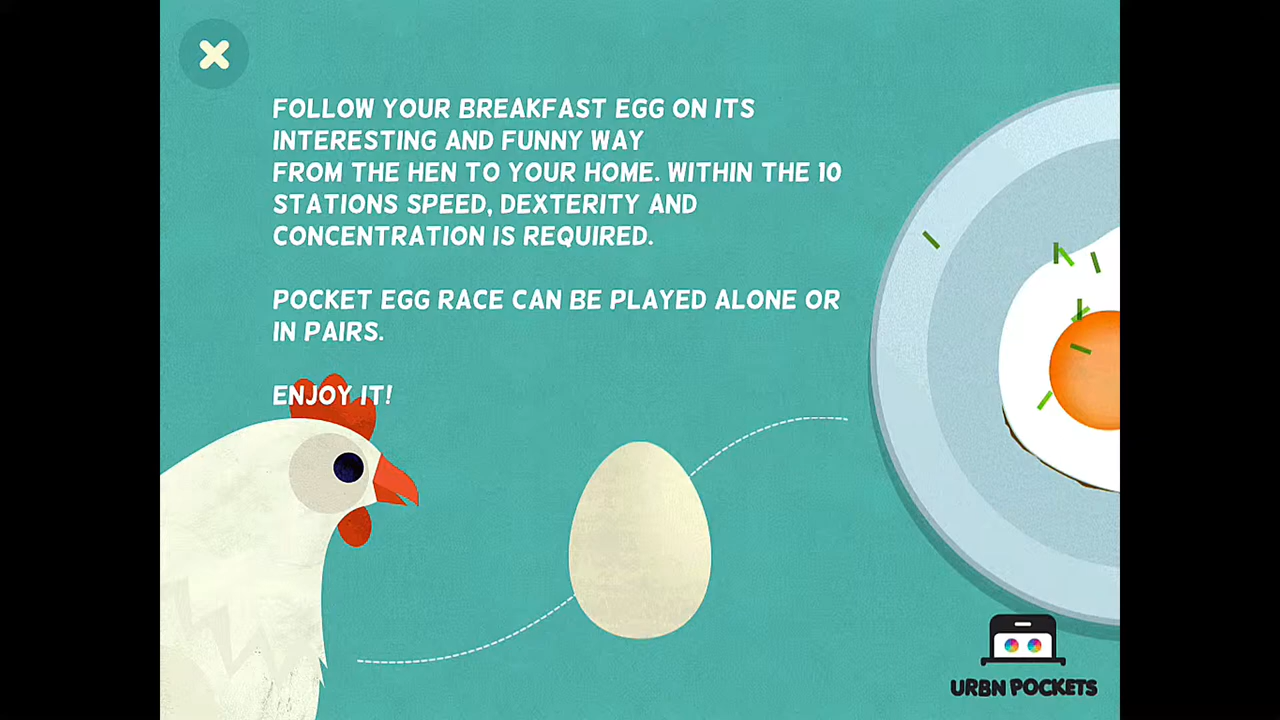 FOLLOW YOUR BREAKFAST EGG ON ITS
INTERESTING AND FUNNY WAY
FROM THE HEN TO YOUR HOME. WITHIN THE 10
STATIONS SPEED, DEXTERITY AND
CONCENTRATION IS REQUIRED.
POCKET EGG RACE CAN BE PLAYED ALONE OR
IN PAIRS.
ENJOY IT!
URBN POCKETS